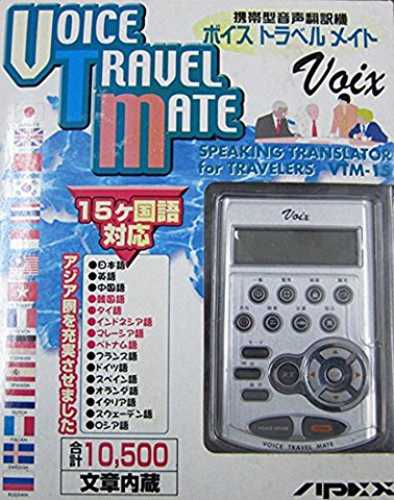 VOICE
TRAVEL
MATE
携帯型音声翻訳機
ボイス トラベル メイト
Voix
SPEAKING TRANSLATOR
for TRAVELERS VTM-15
15ヶ国語
対応
アジア圏を充実させました
●日本語
●英語
●中国語
●韓国語
●タイ語
●インドネシア語
●マレーシア語
●ベトナム語
●フランス語
●ドイツ語
●スペイン語
●オランダ語
●イタリア語
●スウェーデン語
●ロシア語
合計 10,500
文章内蔵
Voix
VOICE TRAVEL MATE
DUTCH
ITALIAN
SWEDISH
RUSSIAN